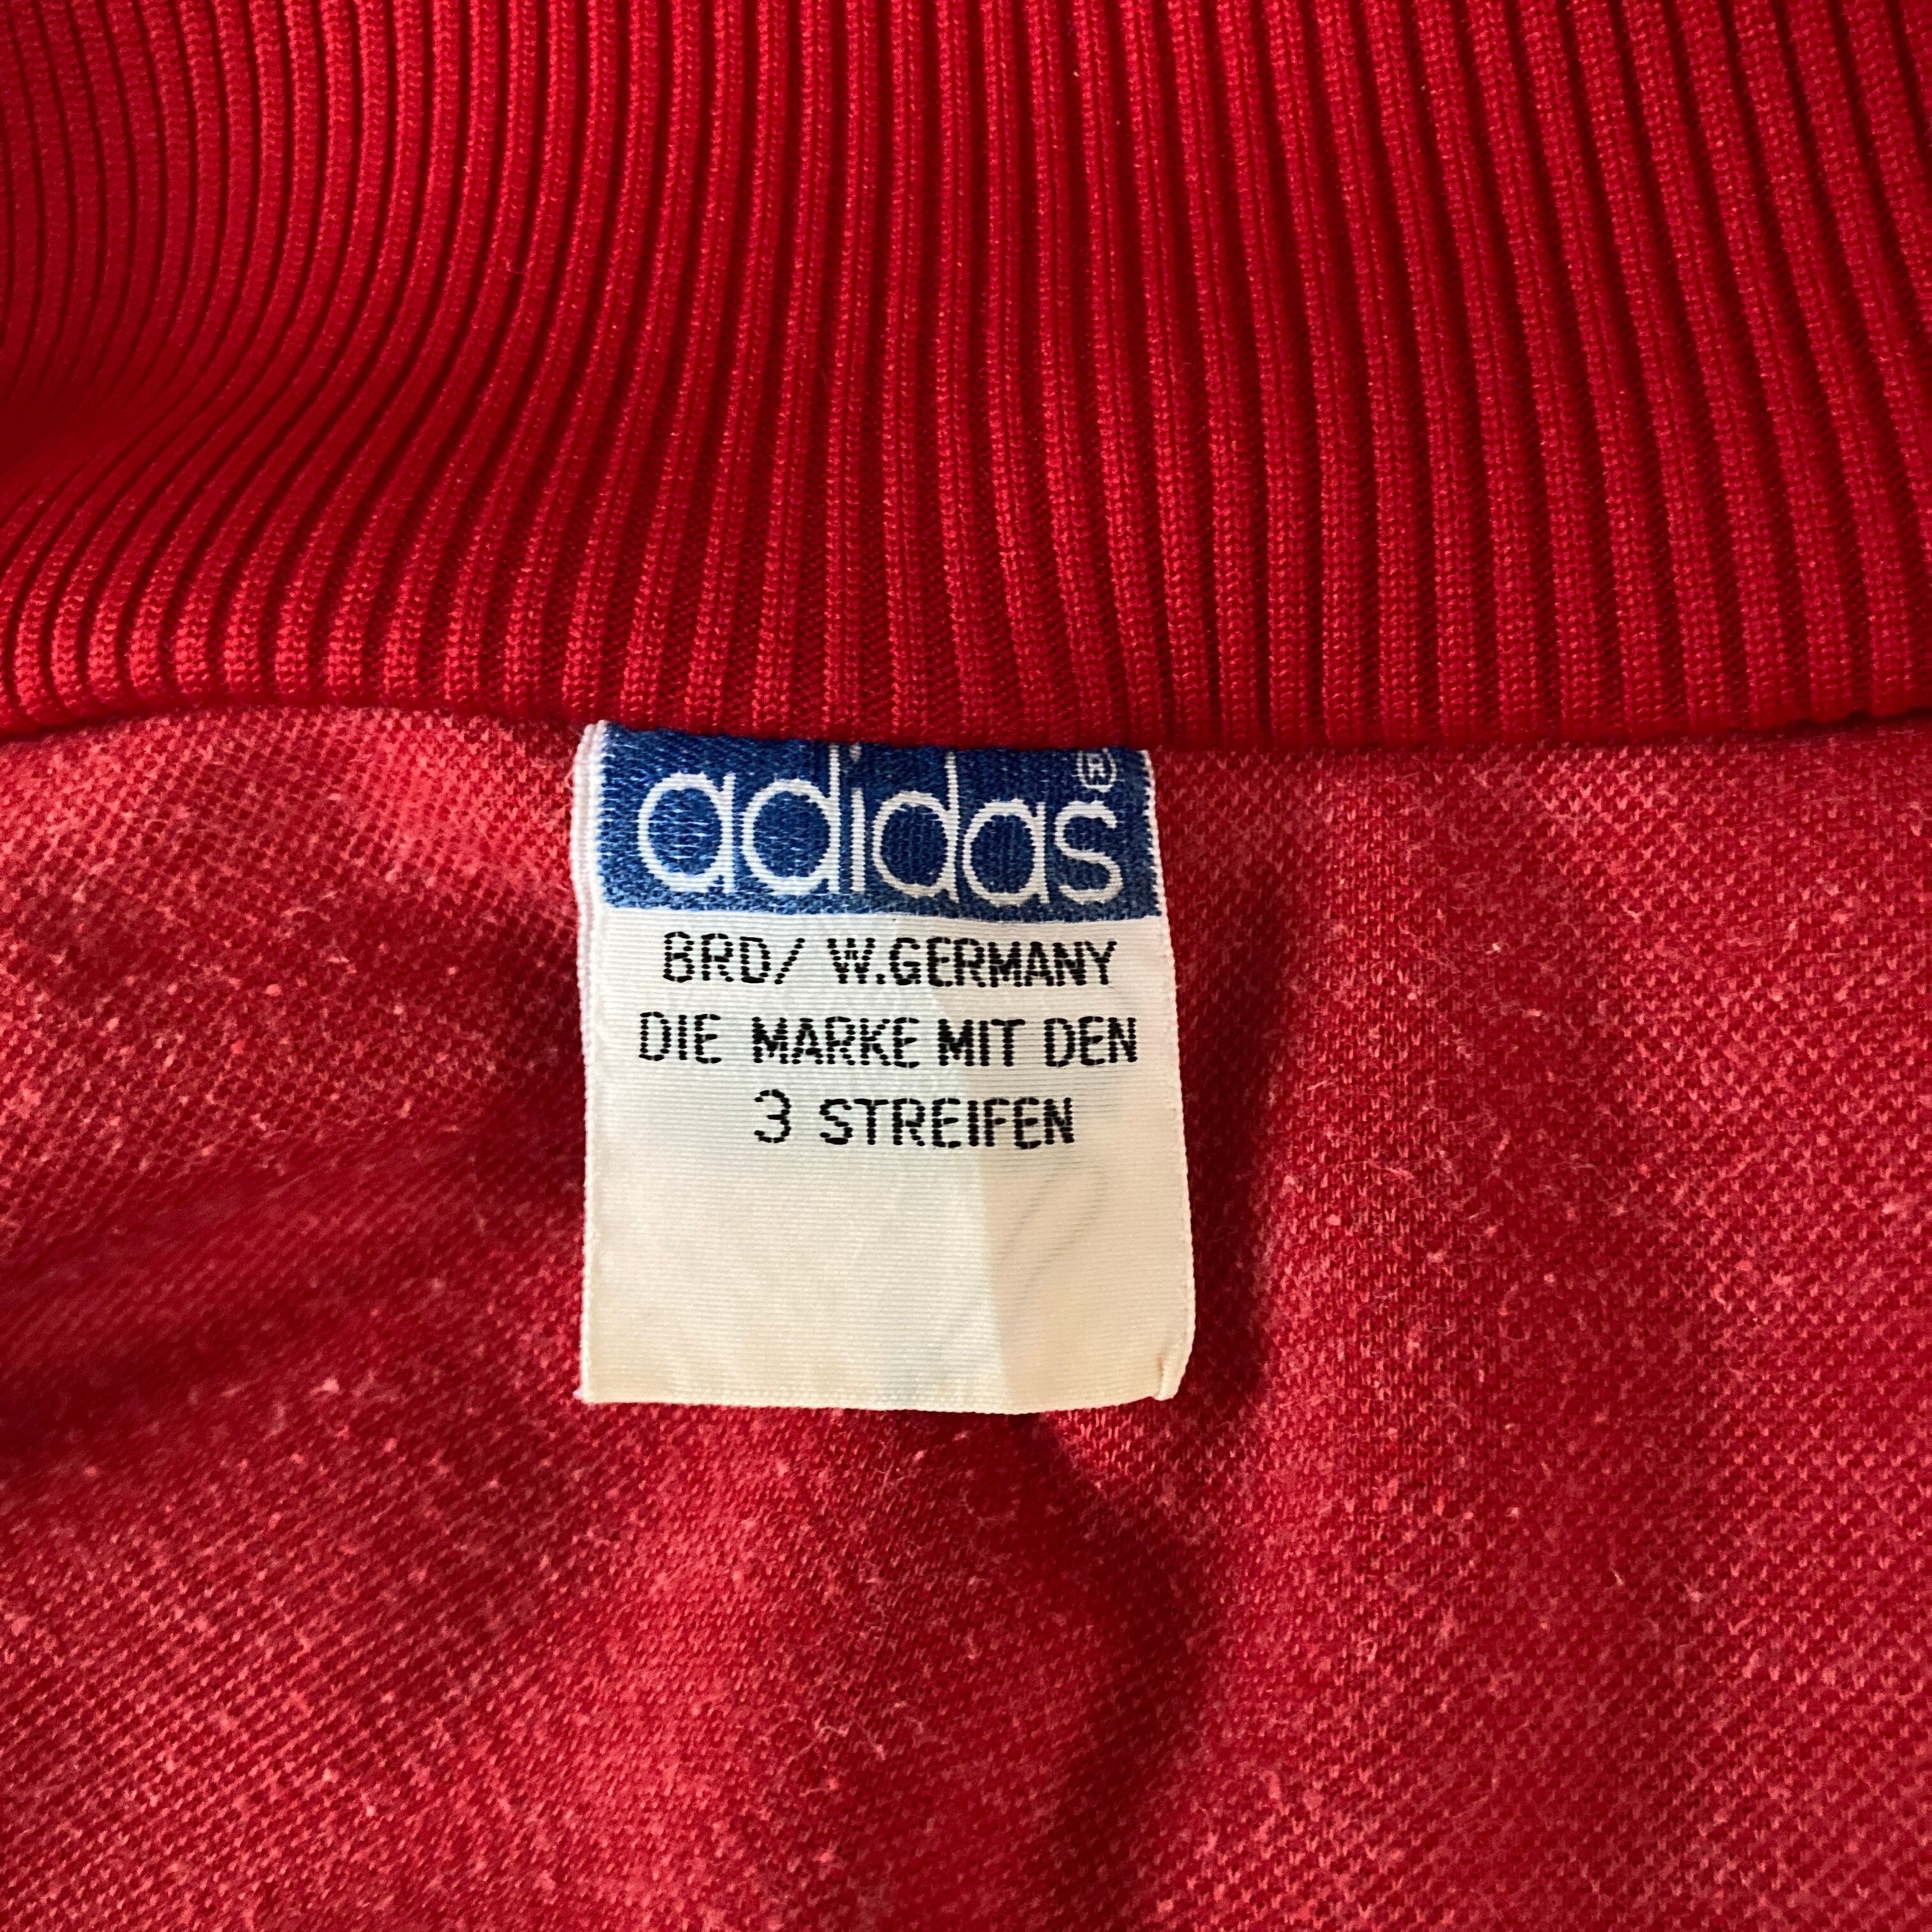 adidas®
BRD/ W.GERMANY
DIE MARKE MIT DEN
3 STREIFEN